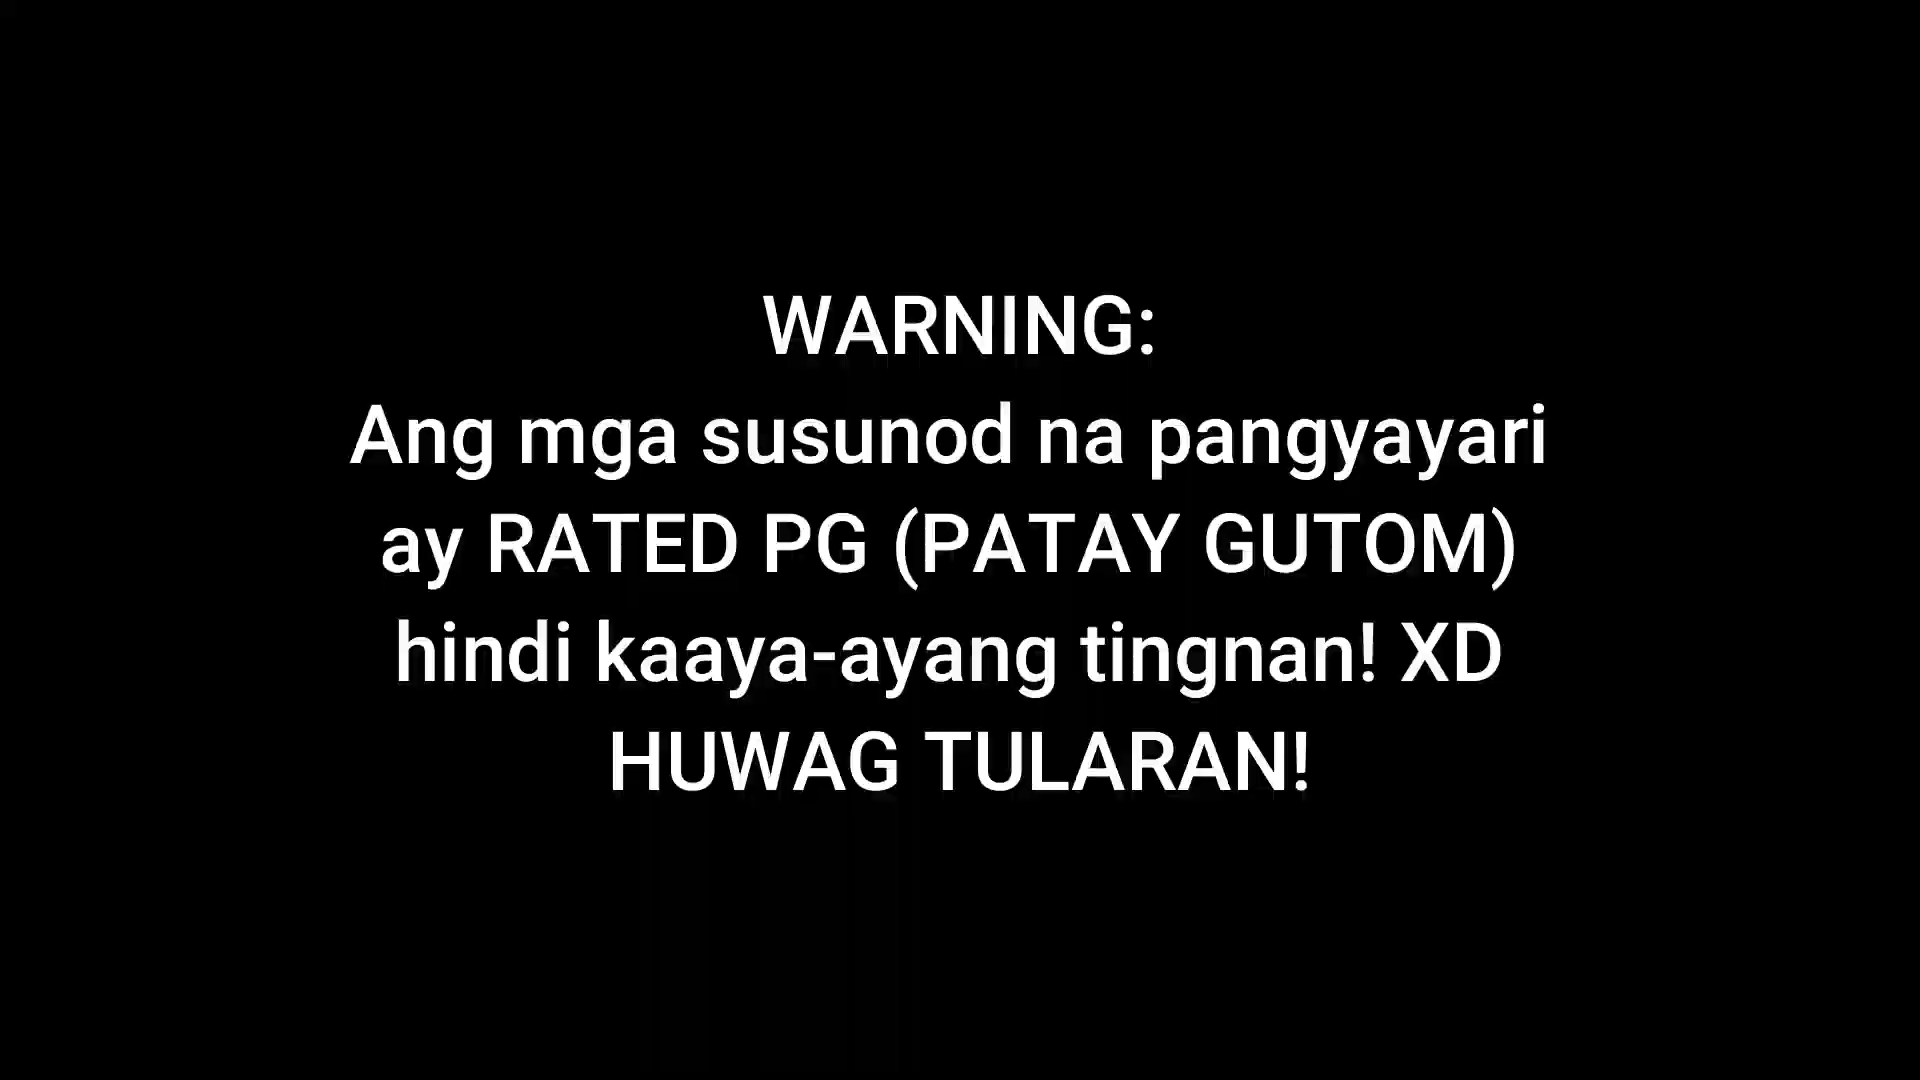 WARNING:
Ang mga susunod na pangyayari
ay RATED PG (PATAY GUTOM)
hindi kaaya-ayang tingnan! XD
HUWAG TULARAN!